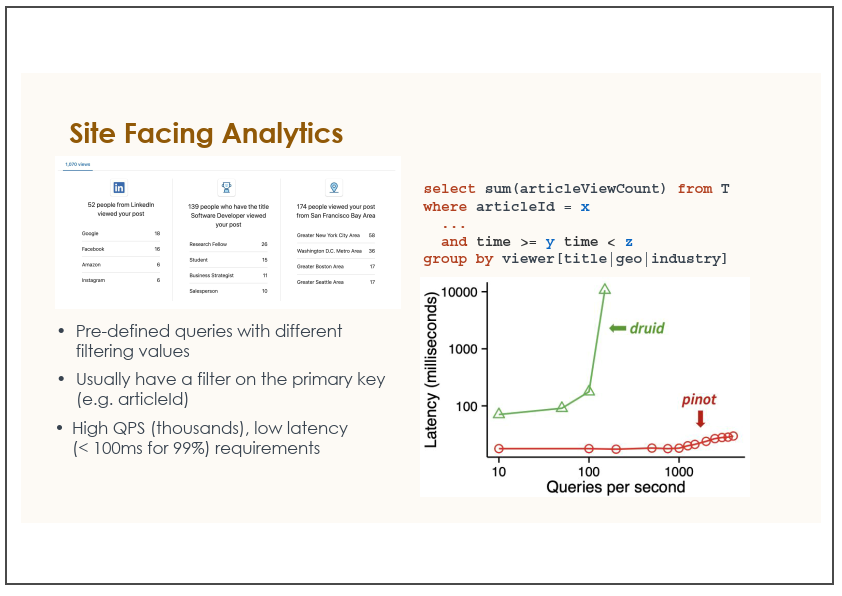 Site Facing Analytics
1,070 views
in
52 people from LinkedIn
viewed your post
Google 18
Facebook 16
Amazon 6
Instagram 6
139 people who have the title
Software Developer viewed
your post
Research Fellow 26
Student 15
Business Strategist 11
Salesperson 10
174 people viewed your post
from San Francisco Bay Area
Greater New York City Area 58
Washington D.C. Metro Area 36
Greater Boston Area 17
Greater Seattle Area 17
• Pre-defined queries with different
filtering values
• Usually have a filter on the primary key
(e.g. articleId)
• High QPS (thousands), low latency
(< 100ms for 99%) requirements
select sum(articleViewCount) from T
where articleId = x
...
and time >= y time < z
group by viewer[title|geo|industry]
Latency (milliseconds)
10000
1000
100
druid
pinot
10 100 1000
Queries per second